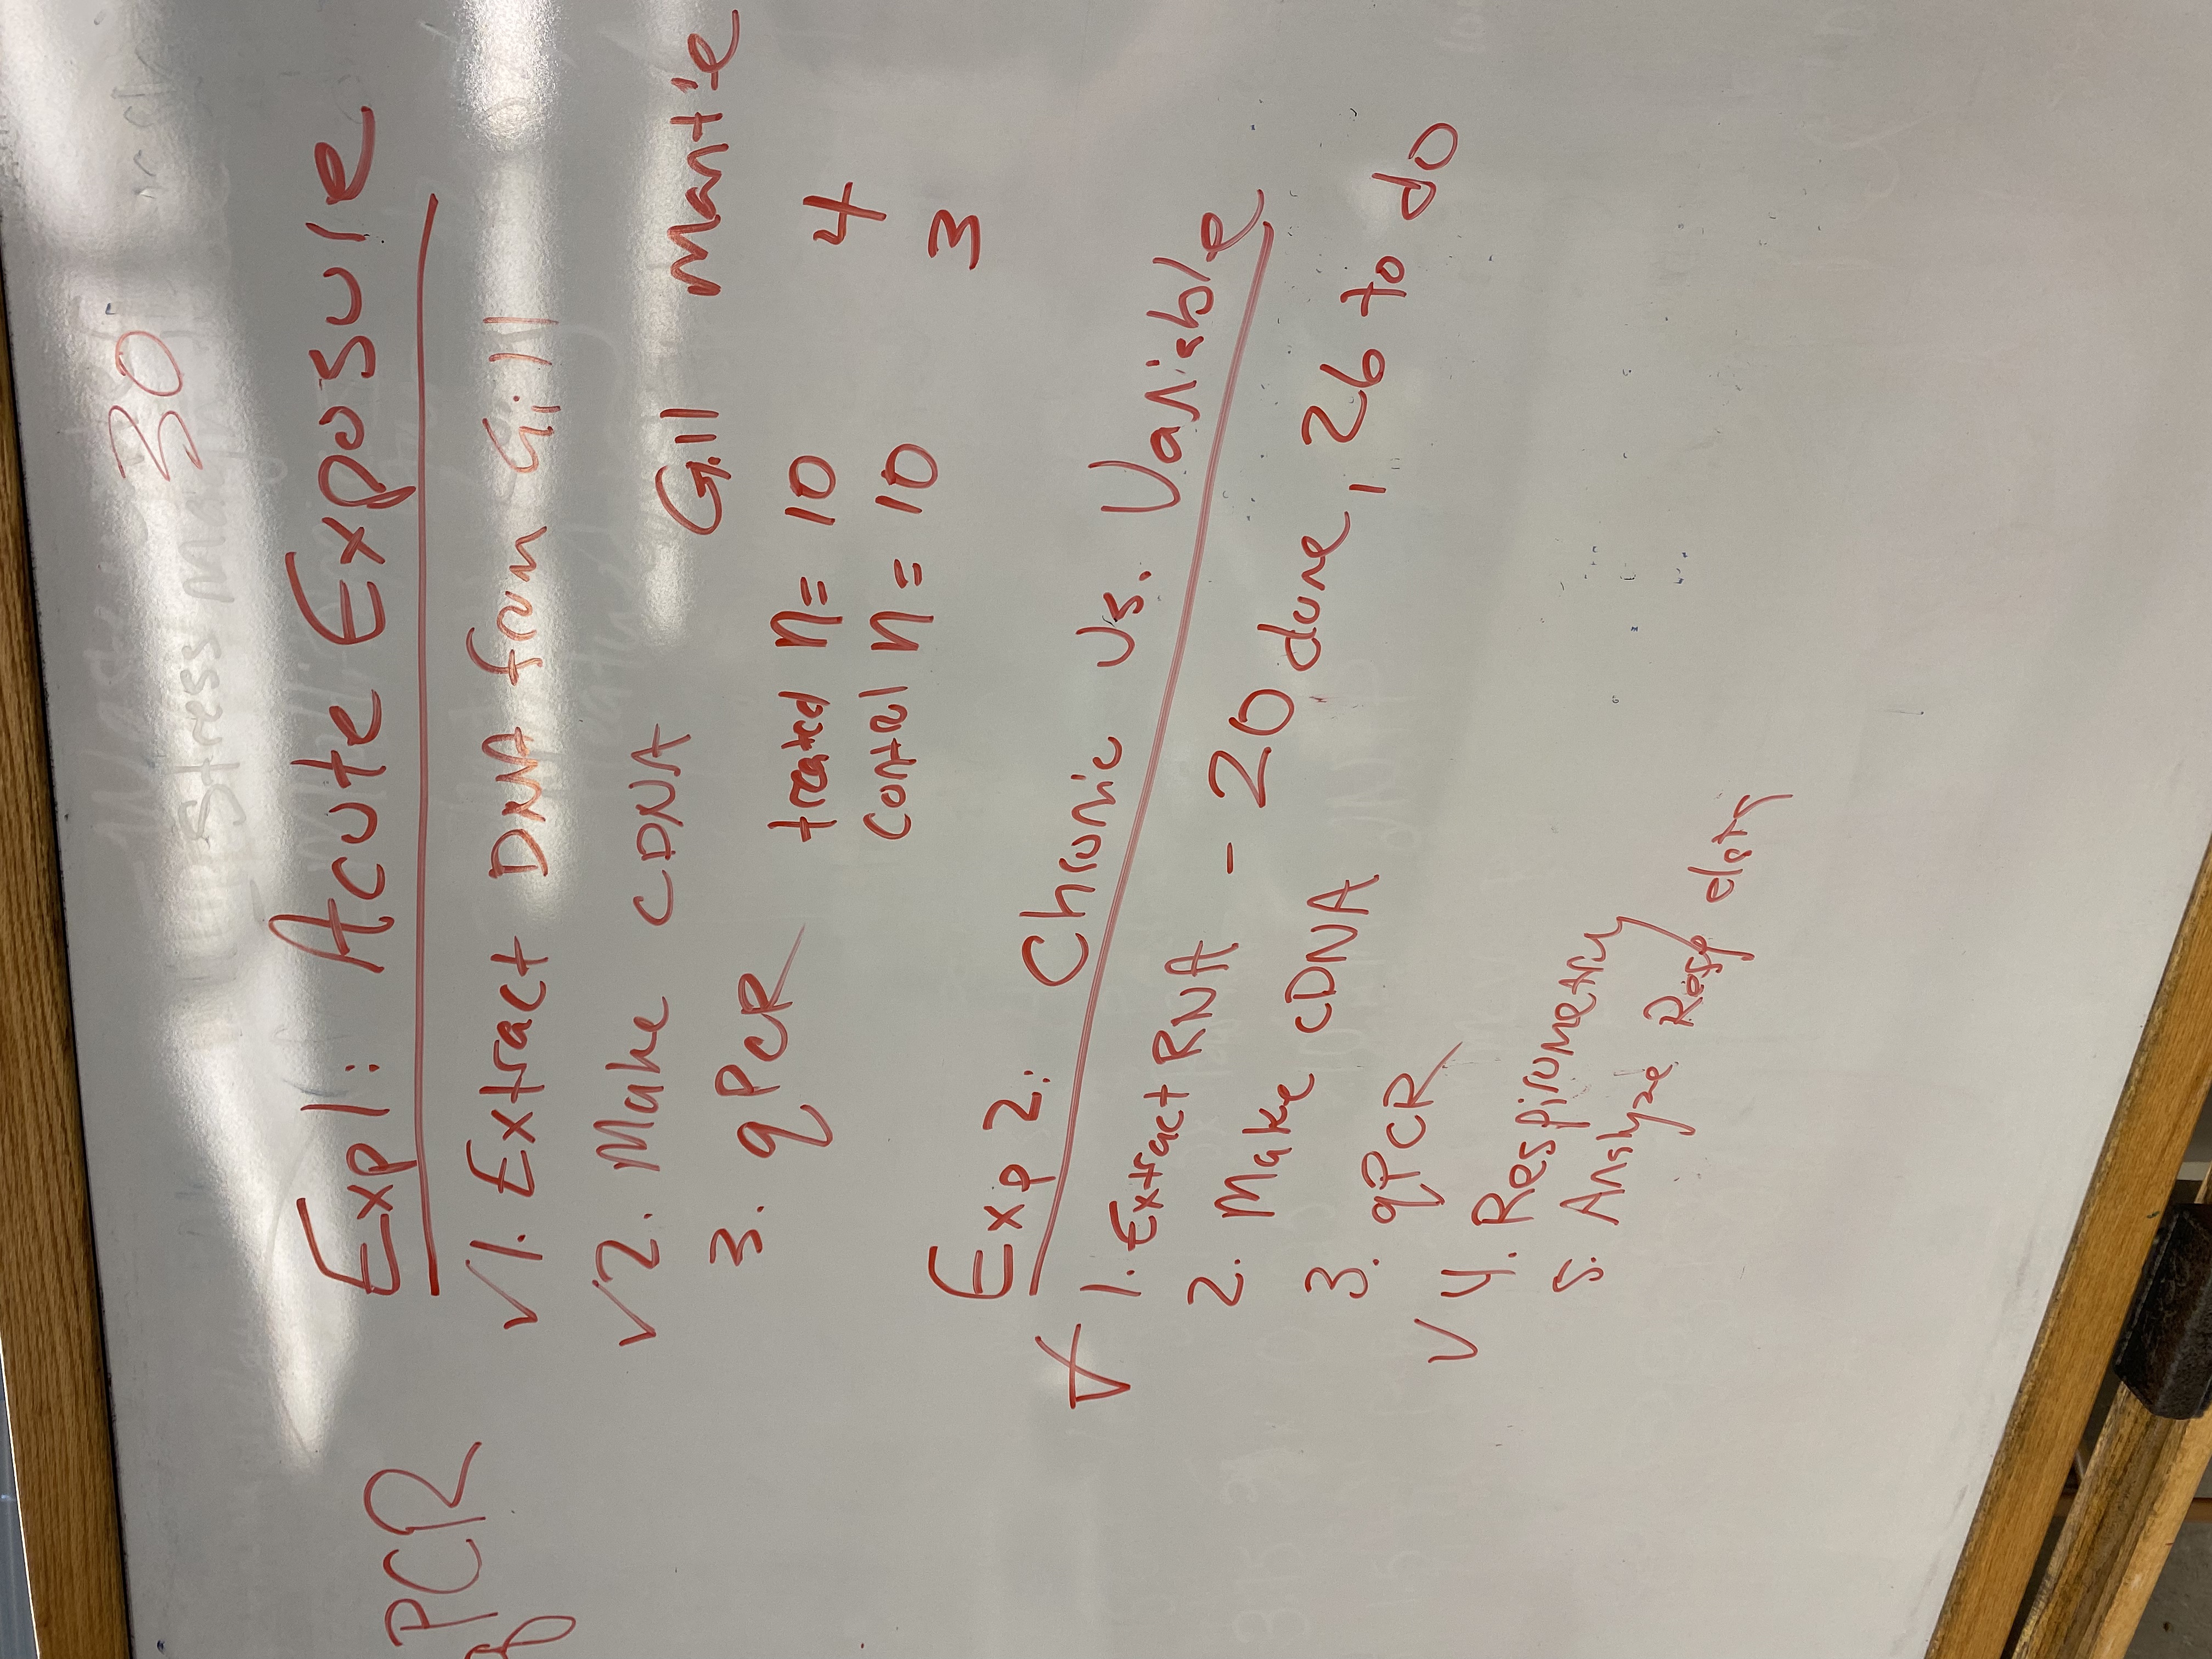 30
Exp1: Acute Exposure
qPCR
✓1. Extract DNA from Gill
✓2. Make cDNA
3. qPCR
Gill Mantle
treated n= 10 4
Control n= 10 3
Exp 2: Chronic vs. Variable
✓ 1. Extract RNA - 20 done, 26 to do
2. Make cDNA
3. qPCR
✓ 4. Respirometry
5. Analyze Resp data
stress